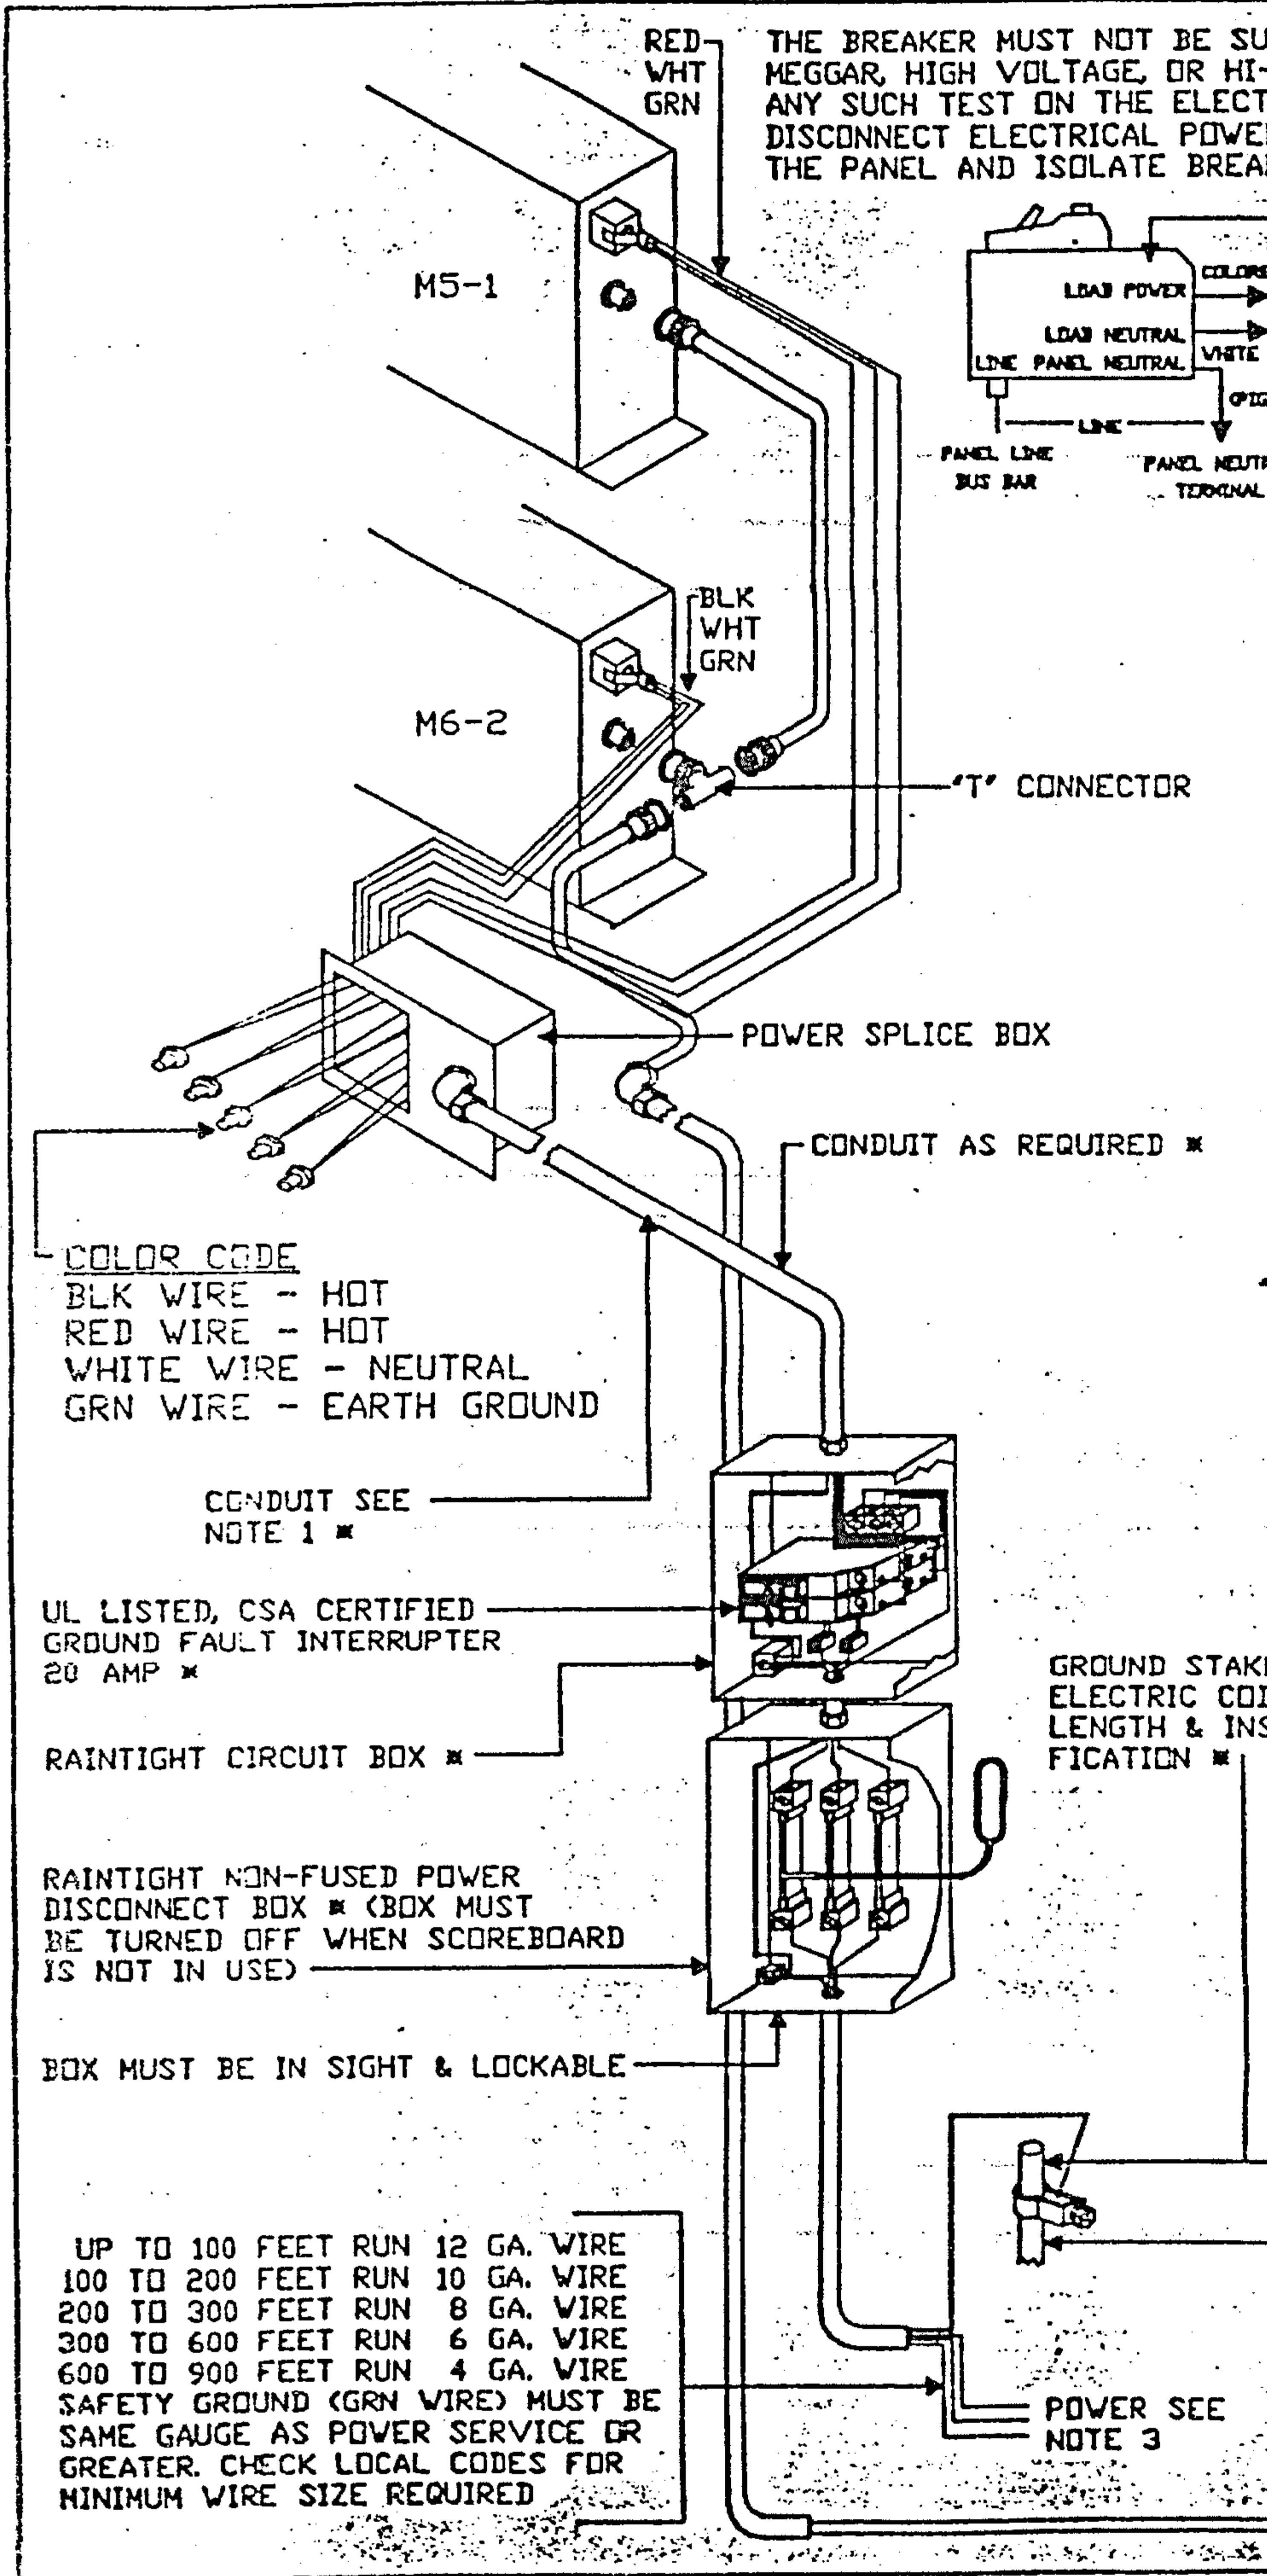 RED
WHT
GRN
THE BREAKER MUST NOT BE SU
MEGGAR, HIGH VOLTAGE, OR HI-
ANY SUCH TEST ON THE ELECT
DISCONNECT ELECTRICAL POWE
THE PANEL AND ISOLATE BREA
M5-1
COLORE
LOAD POWER
LOAD NEUTRAL
WHITE
LINE PANEL NEUTRAL
LINE
PANEL LINE
BUS BAR
PANEL NEUTR
TERMINAL
BLK
WHT
GRN
M6-2
"T" CONNECTOR
POWER SPLICE BOX
CONDUIT AS REQUIRED *
COLOR CODE
BLK WIRE - HOT
RED WIRE - HOT
WHITE WIRE - NEUTRAL
GRN WIRE - EARTH GROUND
CONDUIT SEE
NOTE 1 *
UL LISTED, CSA CERTIFIED
GROUND FAULT INTERRUPTER
20 AMP *
GROUND STAKE
ELECTRIC COD
LENGTH & INS
FICATION *
RAINTIGHT CIRCUIT BOX *
RAINTIGHT NON-FUSED POWER
DISCONNECT BOX * (BOX MUST
BE TURNED OFF WHEN SCOREBOARD
IS NOT IN USE)
BOX MUST BE IN SIGHT & LOCKABLE
UP TO 100 FEET RUN 12 GA. WIRE
100 TO 200 FEET RUN 10 GA. WIRE
200 TO 300 FEET RUN 8 GA. WIRE
300 TO 600 FEET RUN 6 GA. WIRE
600 TO 900 FEET RUN 4 GA. WIRE
SAFETY GROUND (GRN WIRE) MUST BE
SAME GAUGE AS POWER SERVICE OR
GREATER. CHECK LOCAL CODES FOR
MINIMUM WIRE SIZE REQUIRED
POWER SEE
NOTE 3